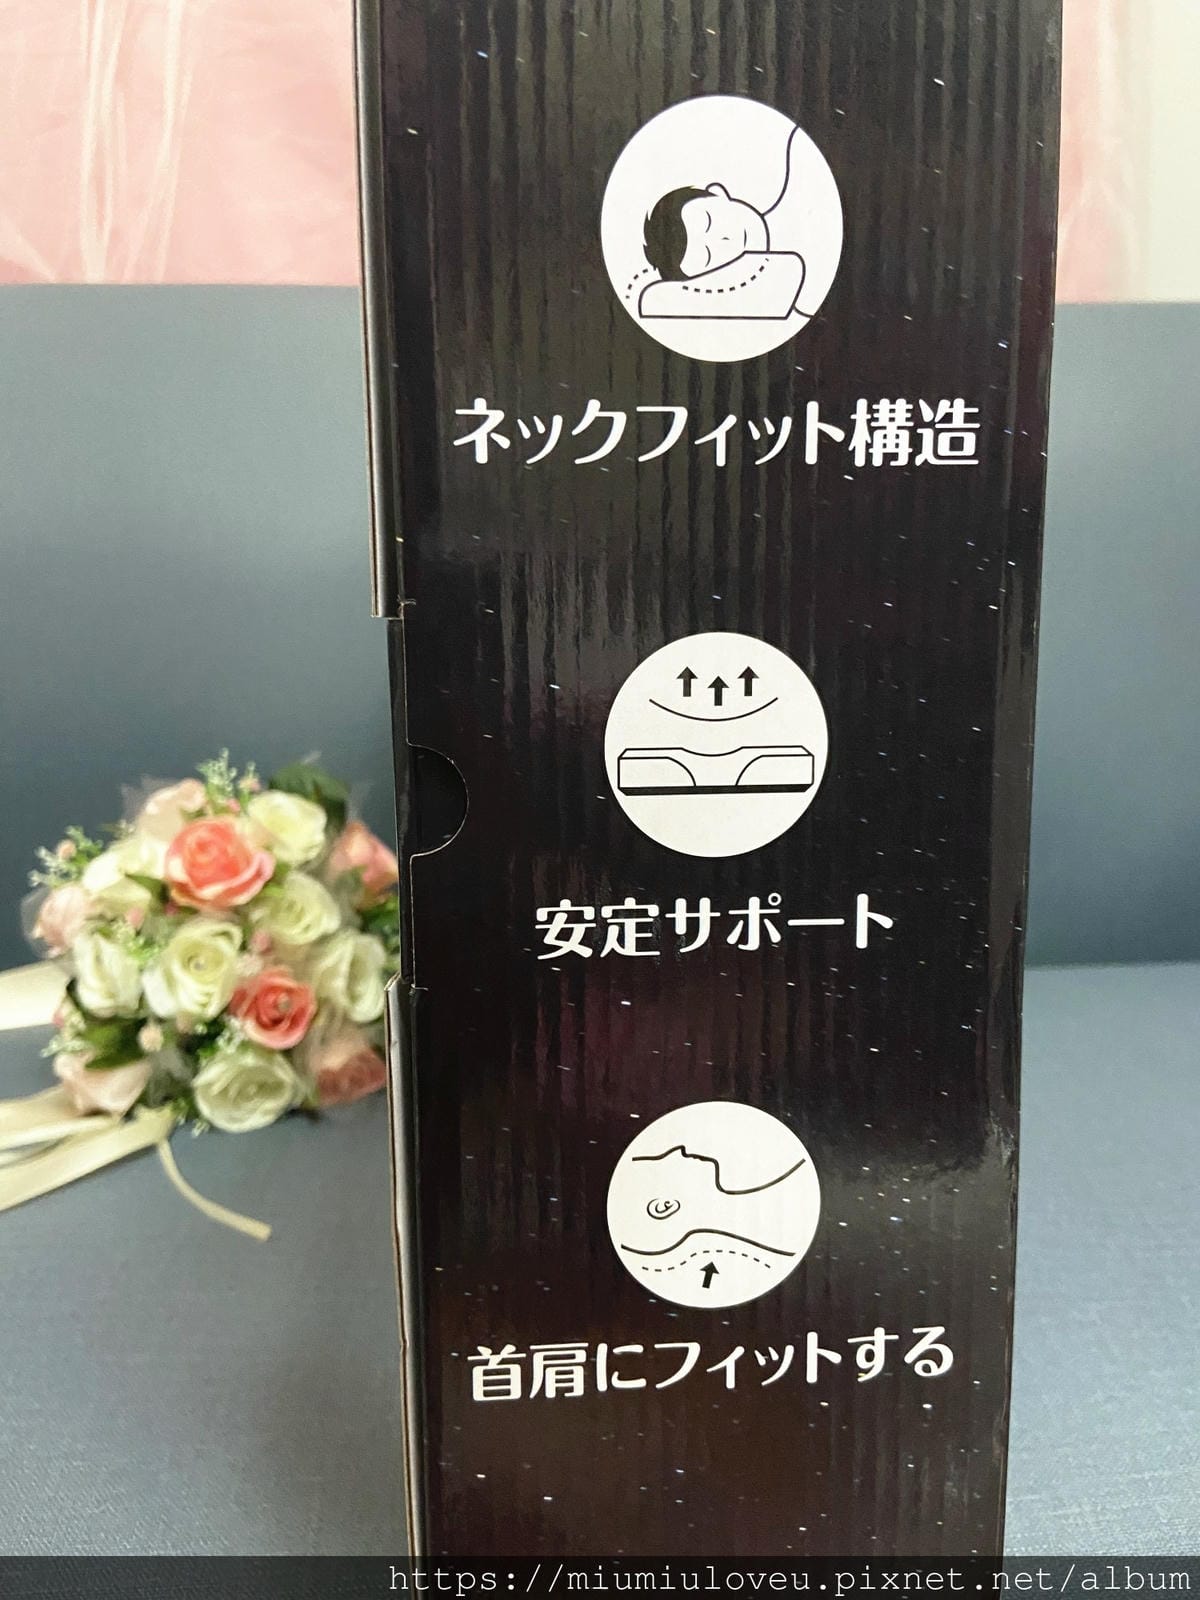 ネックフィット構造
安定サポート
首肩にフィットする
https://miumiuloveu.pixnet.net/album